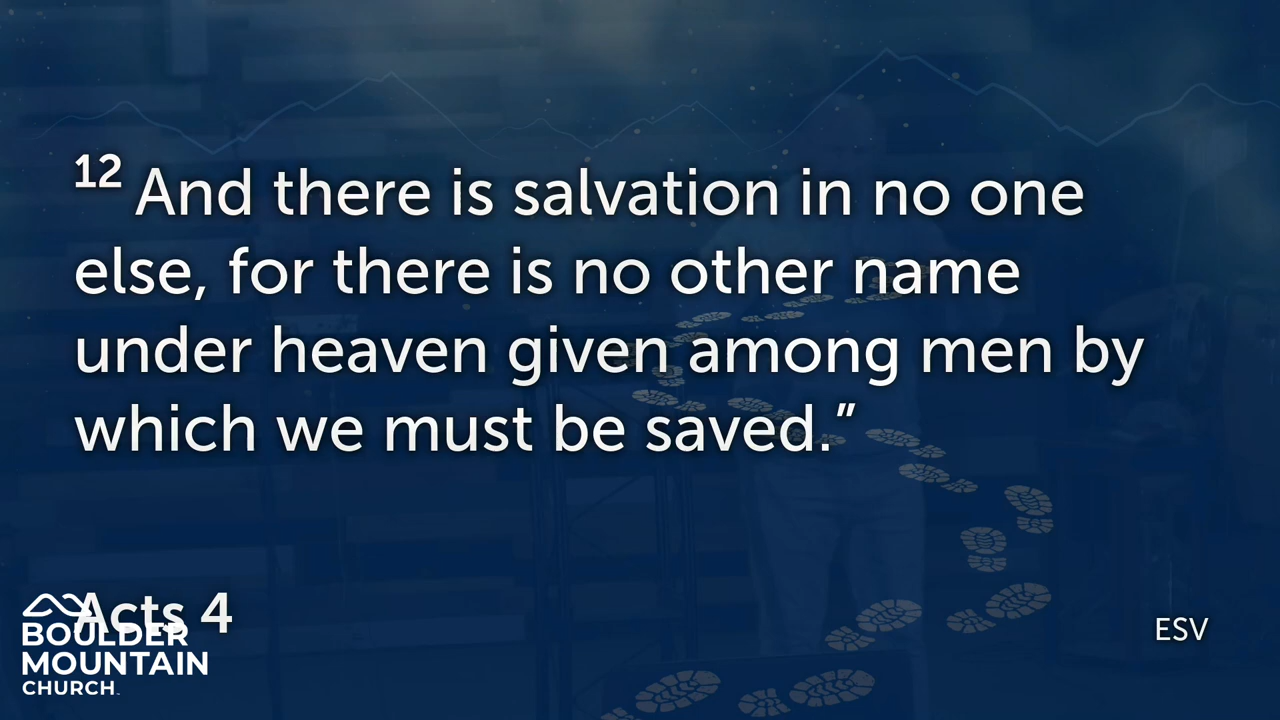 12 And there is salvation in no one
else, for there is no other name
under heaven given among men by
which we must be saved.”
Acts 4
ESV
BOULDER
MOUNTAIN
CHURCH